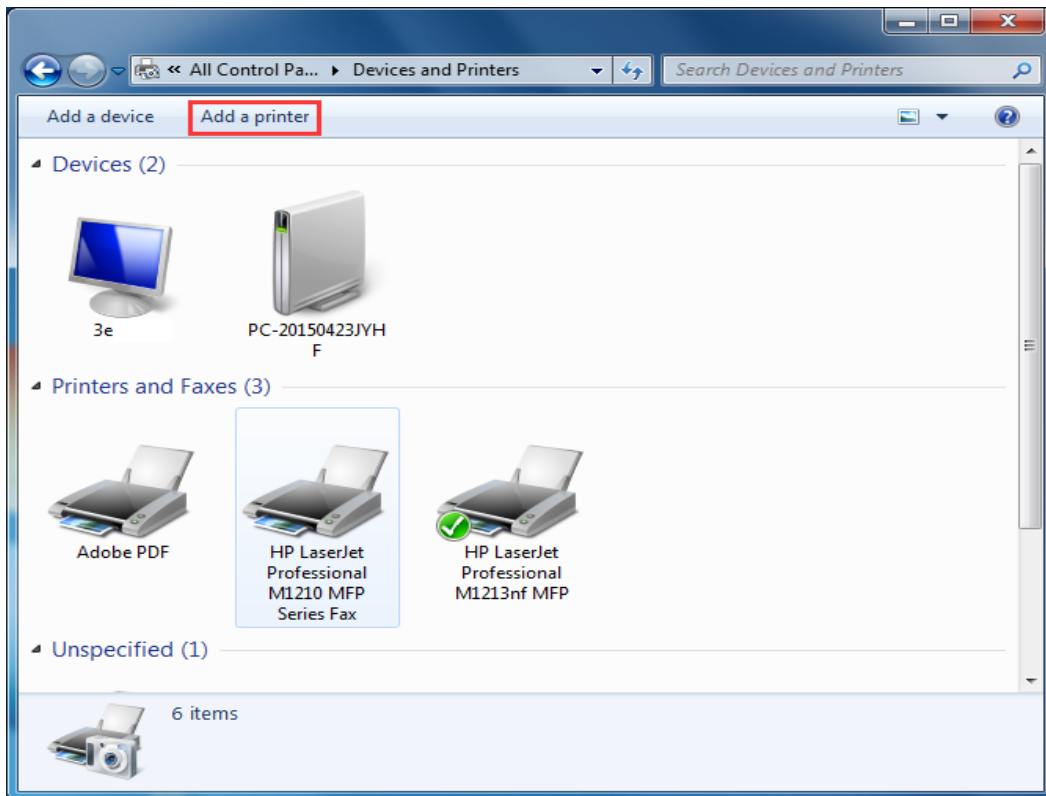 « All Control Pa... ▸ Devices and Printers
Search Devices and Printers
Add a device Add a printer
Devices (2)
3e
PC-20150423JYH
F
Printers and Faxes (3)
Adobe PDF
HP LaserJet
Professional
M1210 MFP
Series Fax
HP LaserJet
Professional
M1213nf MFP
Unspecified (1)
6 items